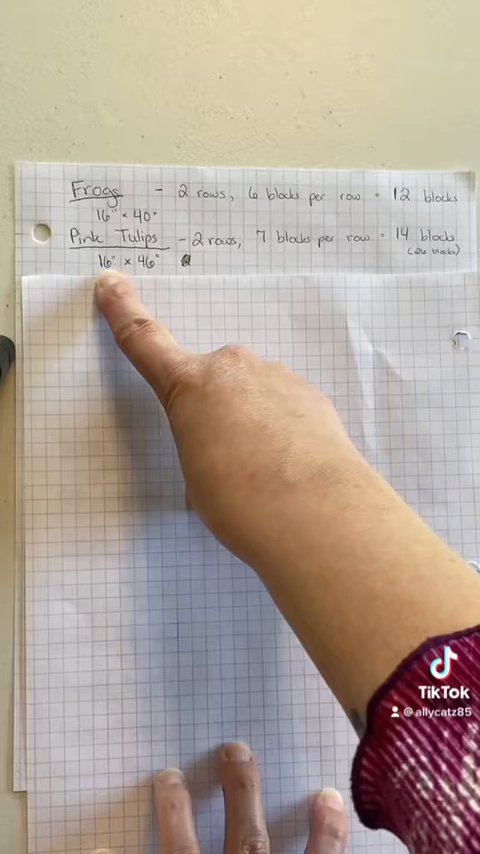 Frogs - 2 rows, 6 blocks per row = 12 blocks
16" × 40"
Pink Tulips - 2 rows, 7 blocks per row = 14 blocks
(26 blocks)
16" × 46"
TikTok
@allycatz85